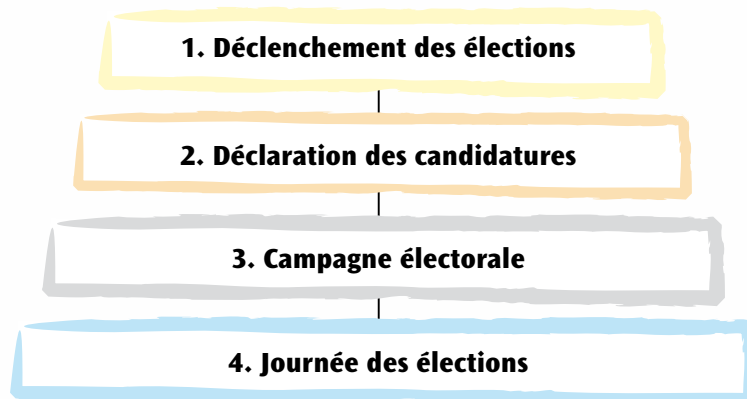 1. Déclenchement des élections
2. Déclaration des candidatures
3. Campagne électorale
4. Journée des élections